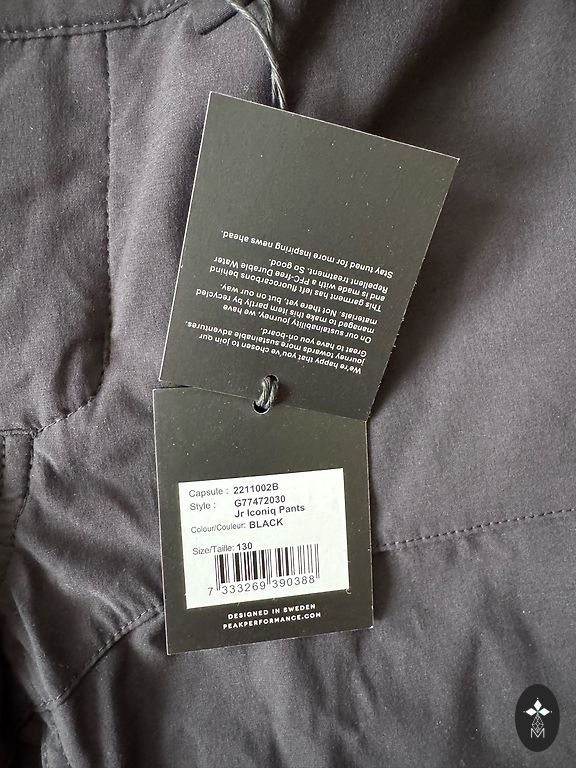 We're happy that you've chosen to join our
journey towards more sustainable adventures.
Great to have you on-board.
On our sustainability journey, we have
managed to make this item partly by recycled
materials. Not there yet, but on our way.
This garment has left fluorocarbons behind
and is made with a PFC-free Durable Water
Repellent treatment. So good.
Stay tuned for more inspiring news ahead.
Capsule : 2211002B
Style : G77472030
Jr Iconiq Pants
Colour/Couleur: BLACK
Size/Taille: 130
7 333269 390388
DESIGNED IN SWEDEN
PEAKPERFORMANCE.COM
M